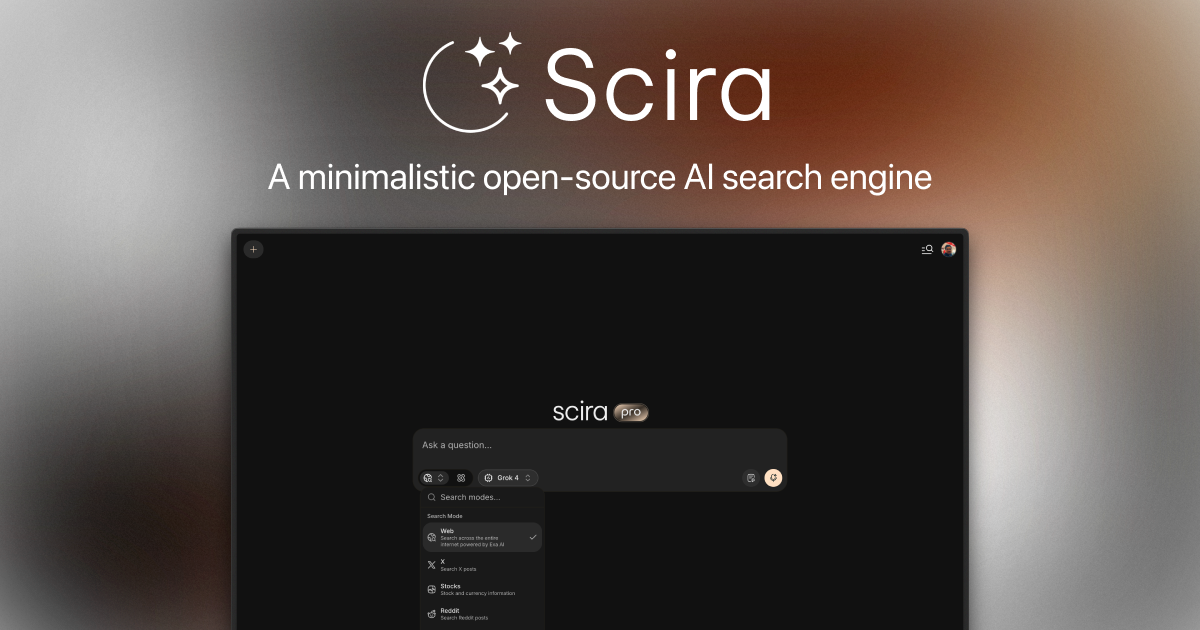 Scira
A minimalistic open-source AI search engine
scira pro
Ask a question...
Grok 4
Search modes...
Search Mode
Web
Search across the entire
internet powered by Exa AI
X
Search X posts
Stocks
Stock and currency information
Reddit
Search Reddit posts